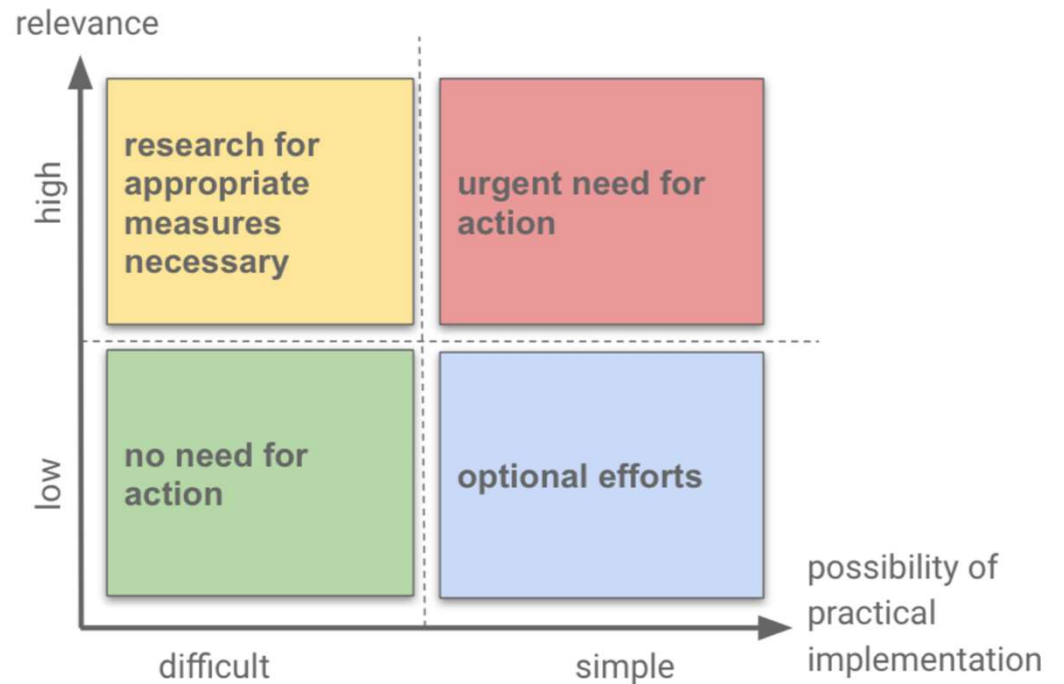 relevance
high
research for
appropriate
measures
necessary
urgent need for
action
low
no need for
action
optional efforts
possibility of
practical
implementation
difficult
simple